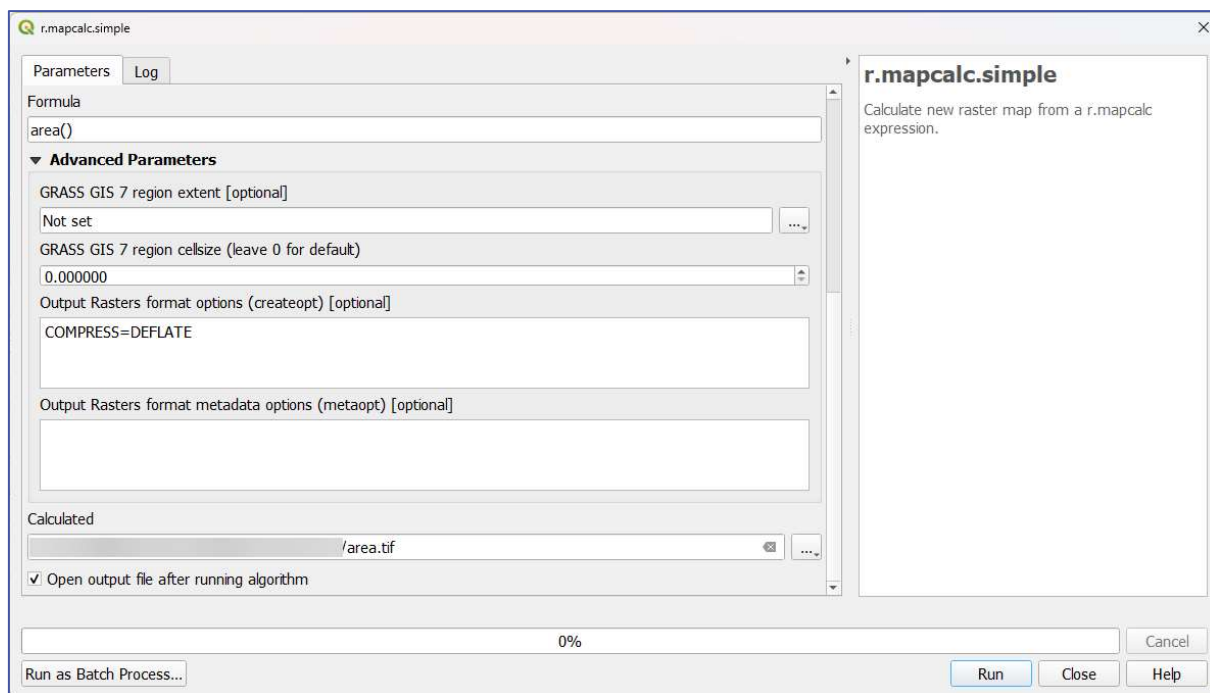 r.mapcalc.simple
Parameters
Log
Formula
area()
Advanced Parameters
GRASS GIS 7 region extent [optional]
Not set
...
GRASS GIS 7 region cellsize (leave 0 for default)
0.000000
Output Rasters format options (createopt) [optional]
COMPRESS=DEFLATE
Output Rasters format metadata options (metaopt) [optional]
Calculated
/area.tif
...
Open output file after running algorithm
r.mapcalc.simple
Calculate new raster map from a r.mapcalc
expression.
0%
Cancel
Run as Batch Process...
Run
Close
Help